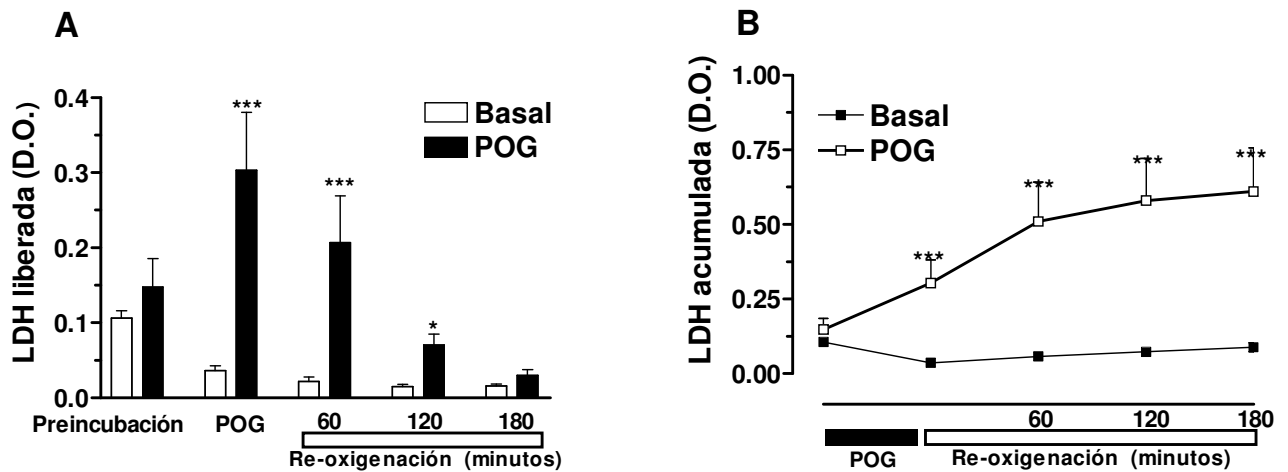 A
LDH liberada (D.O.)
0.4
0.3
0.2
0.1
0.0
Basal
POG
***
***
*
Preincubación POG 60 120 180
Re-oxigenación (minutos)
B
LDH acumulada (D.O.)
1.00
0.75
0.50
0.25
0.00
Basal
POG
***
***
***
***
60 120 180
POG Re-oxigenación (minutos)